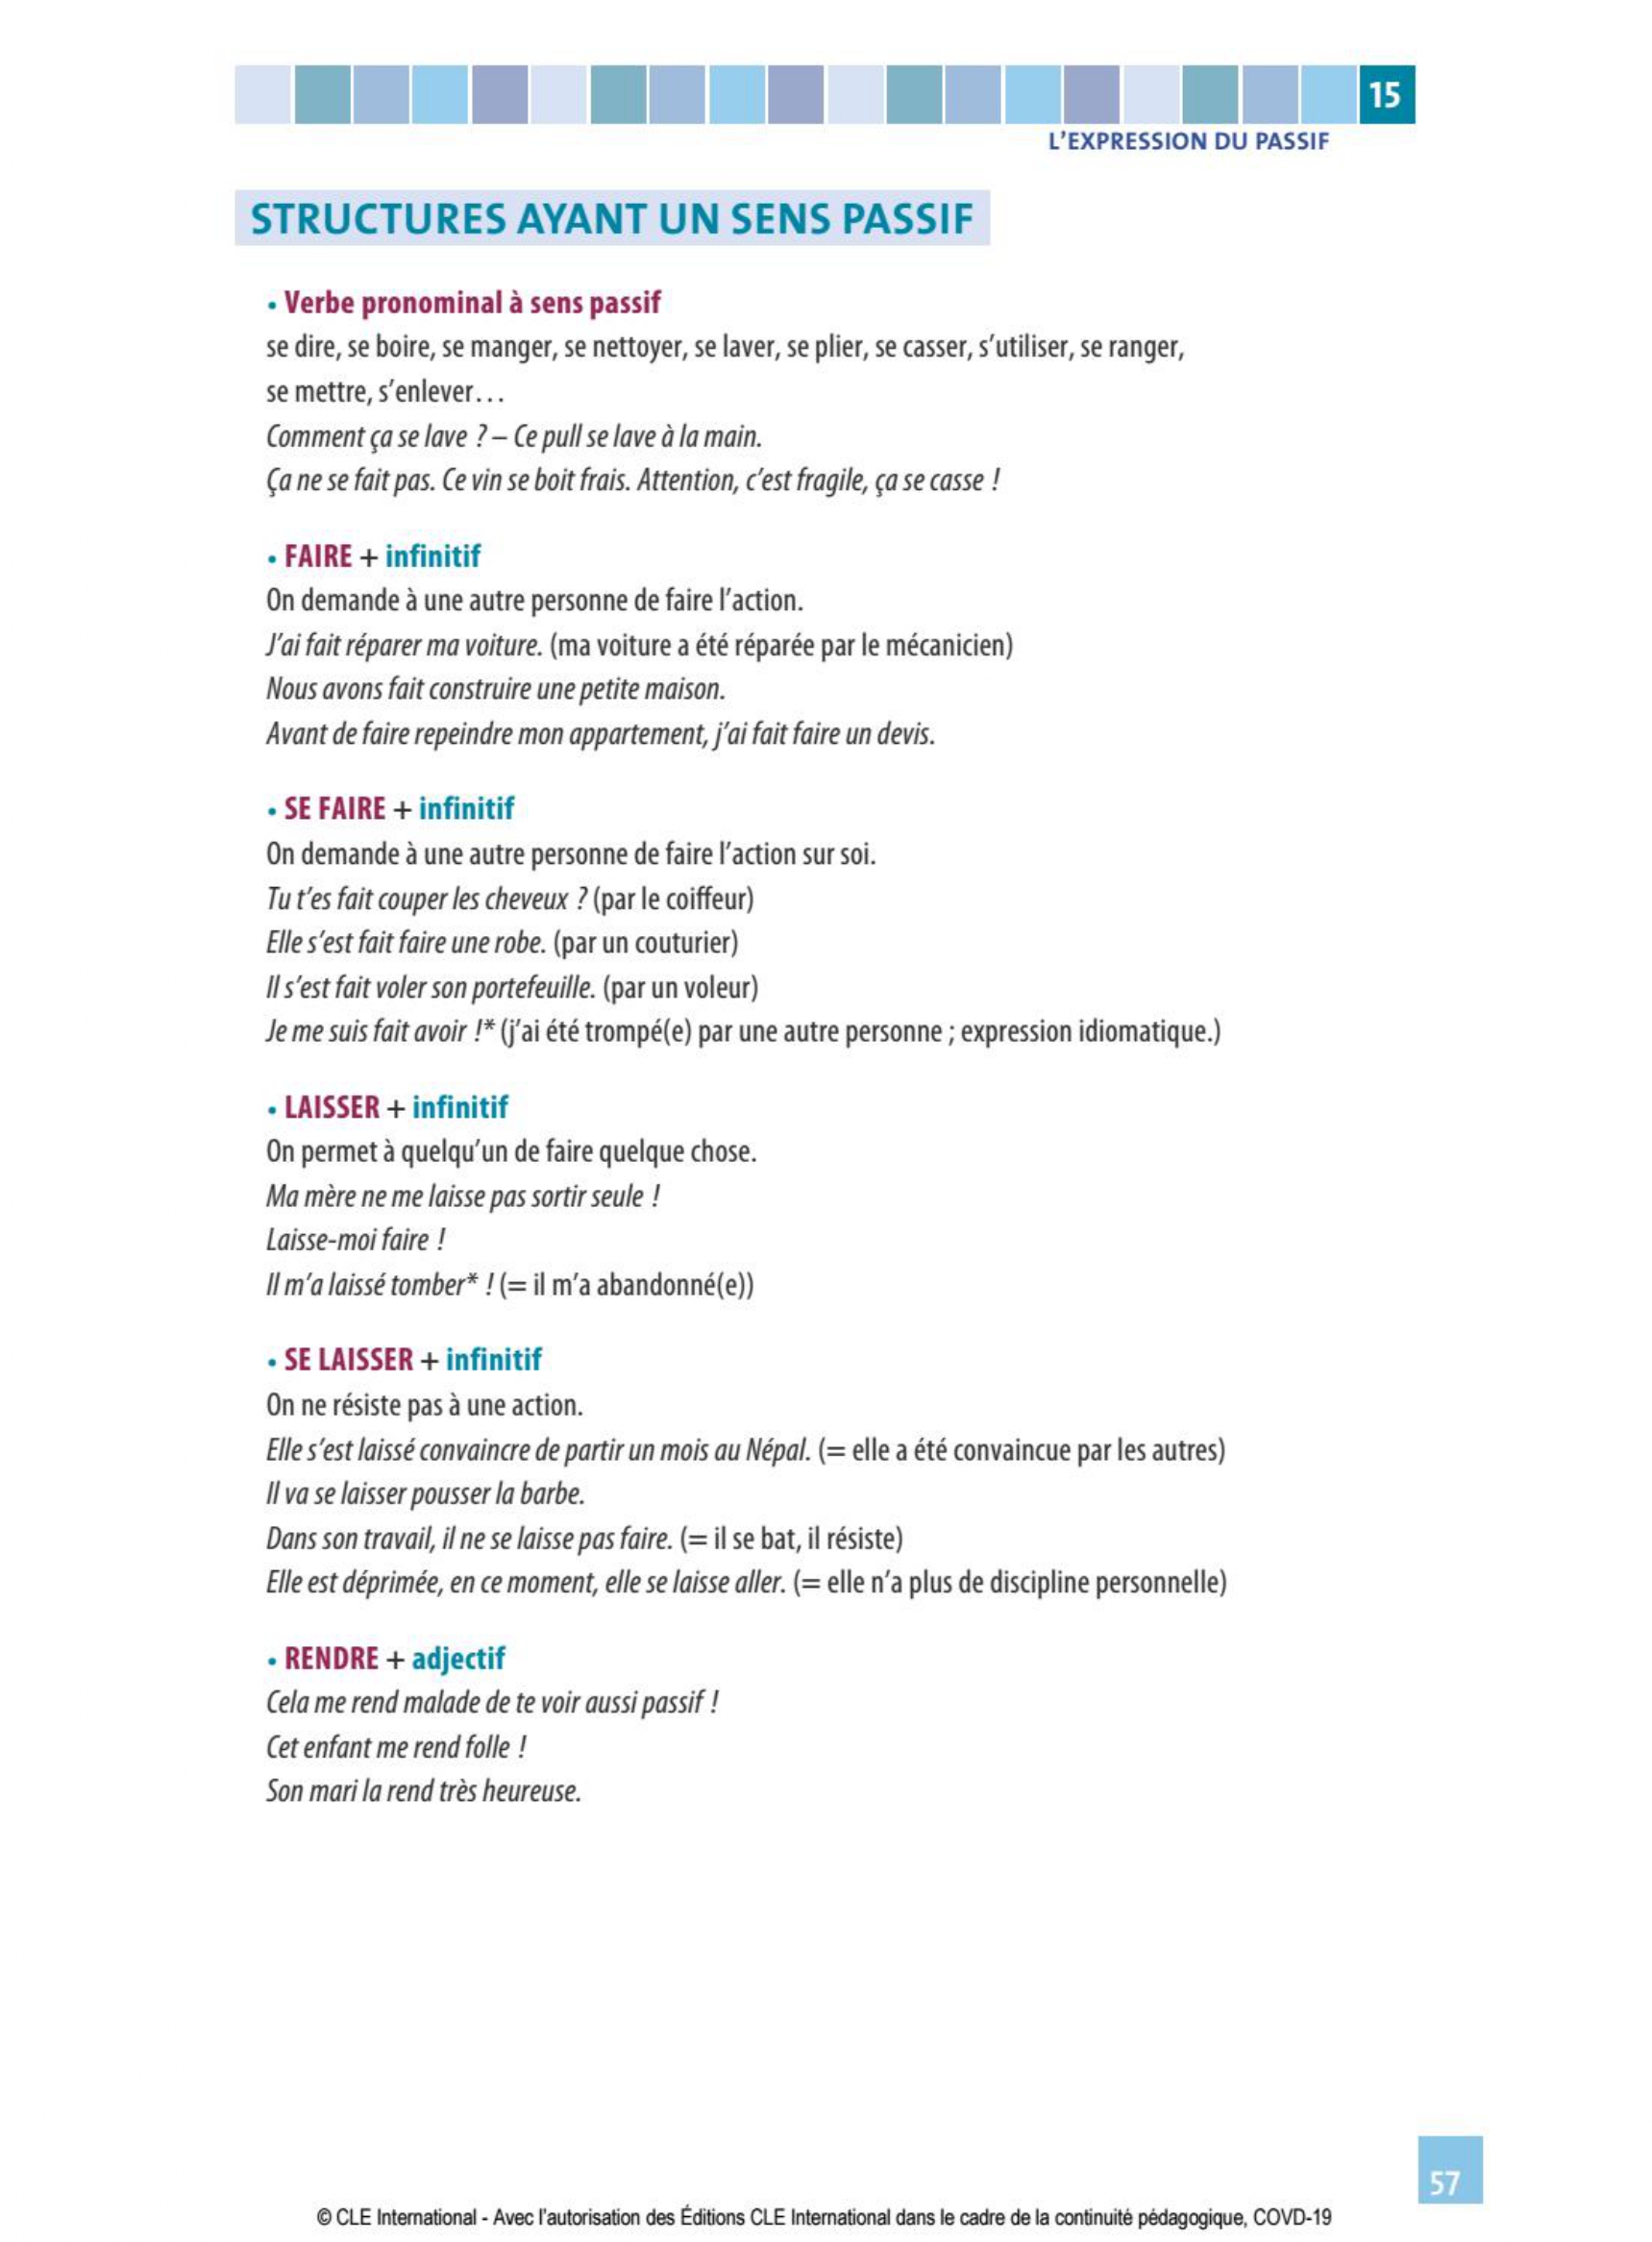 15
L'EXPRESSION DU PASSIF
STRUCTURES AYANT UN SENS PASSIF
• Verbe pronominal à sens passif
se dire, se boire, se manger, se nettoyer, se laver, se plier, se casser, s'utiliser, se ranger,
se mettre, s'enlever…
Comment ça se lave ? – Ce pull se lave à la main.
Ça ne se fait pas. Ce vin se boit frais. Attention, c'est fragile, ça se casse !
• FAIRE + infinitif
On demande à une autre personne de faire l'action.
J'ai fait réparer ma voiture. (ma voiture a été réparée par le mécanicien)
Nous avons fait construire une petite maison.
Avant de faire repeindre mon appartement, j'ai fait faire un devis.
• SE FAIRE + infinitif
On demande à une autre personne de faire l'action sur soi.
Tu t'es fait couper les cheveux ? (par le coiffeur)
Elle s'est fait faire une robe. (par un couturier)
Il s'est fait voler son portefeuille. (par un voleur)
Je me suis fait avoir !* (j'ai été trompé(e) par une autre personne ; expression idiomatique.)
• LAISSER + infinitif
On permet à quelqu'un de faire quelque chose.
Ma mère ne me laisse pas sortir seule !
Laisse-moi faire !
Il m'a laissé tomber* ! (= il m'a abandonné(e))
• SE LAISSER + infinitif
On ne résiste pas à une action.
Elle s'est laissé convaincre de partir un mois au Népal. (= elle a été convaincue par les autres)
Il va se laisser pousser la barbe.
Dans son travail, il ne se laisse pas faire. (= il se bat, il résiste)
Elle est déprimée, en ce moment, elle se laisse aller. (= elle n'a plus de discipline personnelle)
• RENDRE + adjectif
Cela me rend malade de te voir aussi passif !
Cet enfant me rend folle !
Son mari la rend très heureuse.
57
© CLE International - Avec l'autorisation des Éditions CLE International dans le cadre de la continuité pédagogique, COVD-19